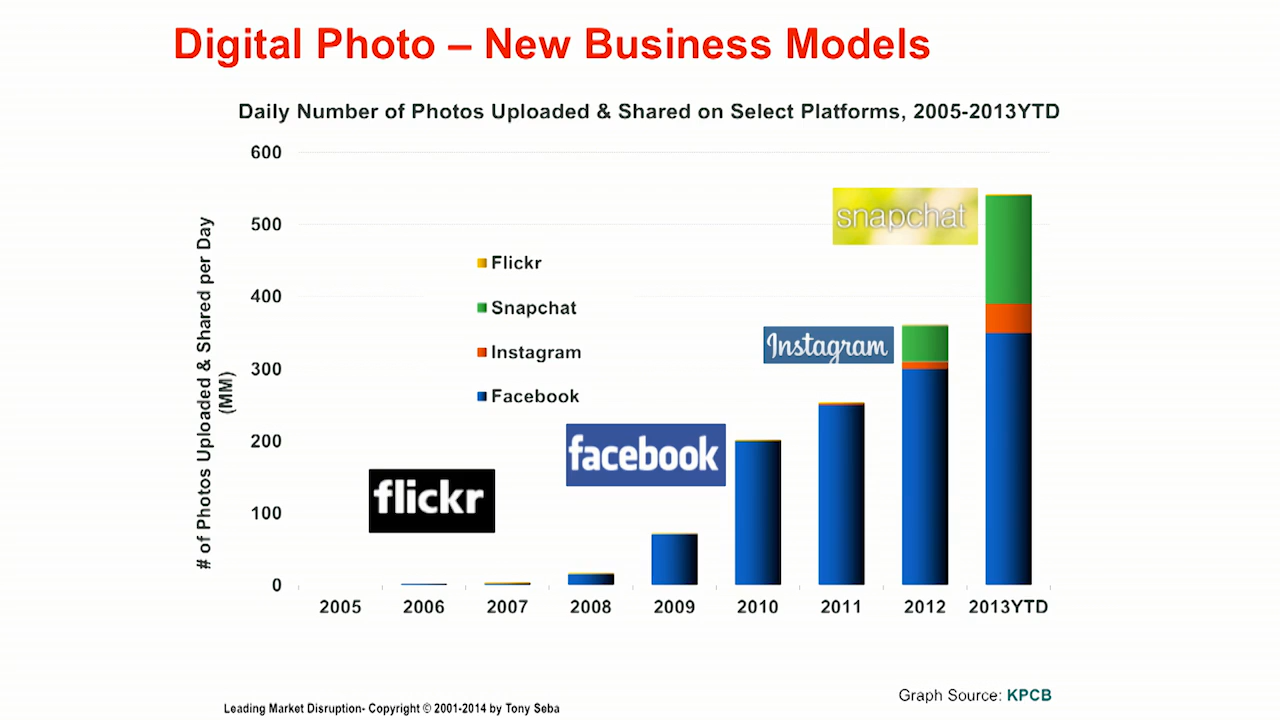 Digital Photo – New Business Models
Daily Number of Photos Uploaded & Shared on Select Platforms, 2005-2013YTD
# of Photos Uploaded & Shared per Day
(MM)
600
500
400
300
200
100
0
snapchat
Flickr
Snapchat
Instagram
Facebook
Instagram
facebook
flickr
2005 2006 2007 2008 2009 2010 2011 2012 2013YTD
Graph Source: KPCB
Leading Market Disruption- Copyright © 2001-2014 by Tony Seba